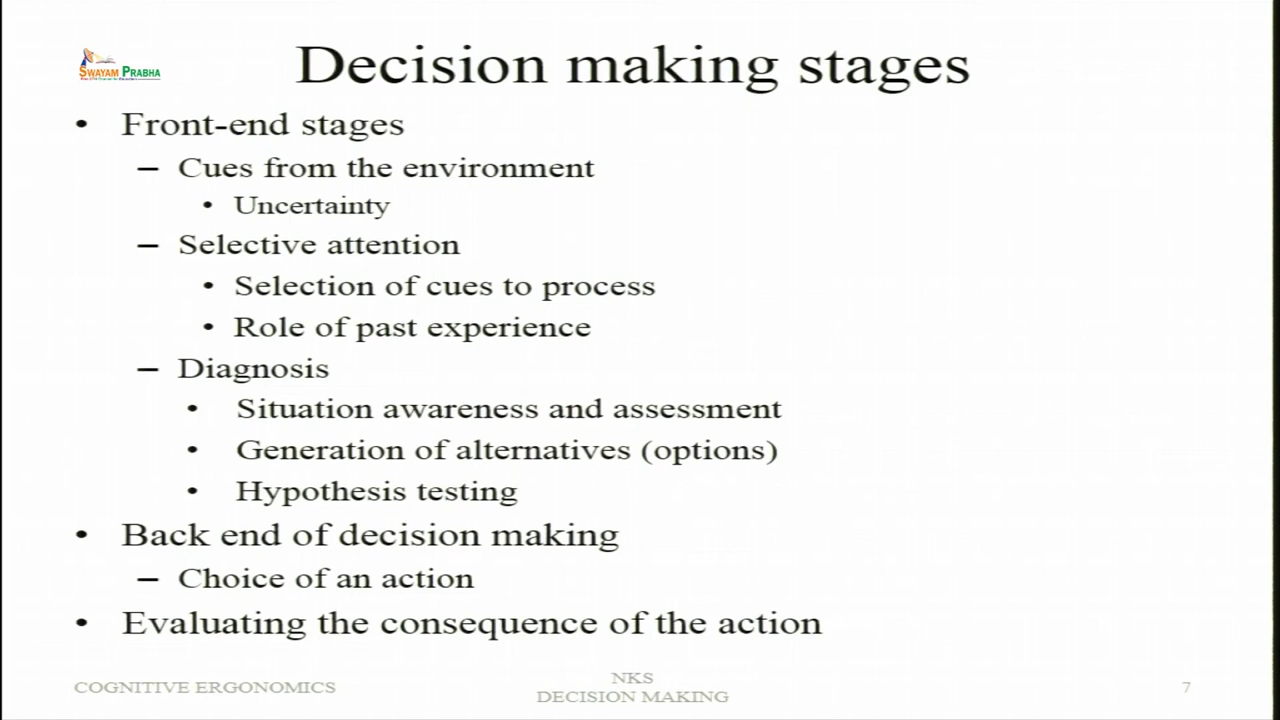 SWAYAM PRABHA
Decision making stages
• Front-end stages
– Cues from the environment
• Uncertainty
– Selective attention
• Selection of cues to process
• Role of past experience
– Diagnosis
• Situation awareness and assessment
• Generation of alternatives (options)
• Hypothesis testing
• Back end of decision making
– Choice of an action
• Evaluating the consequence of the action
COGNITIVE ERGONOMICS
NKS
DECISION MAKING
7